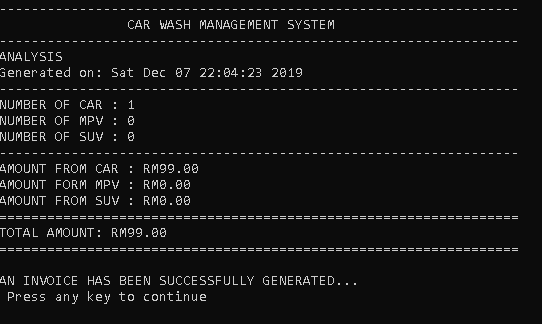 -----------------------------------------------------------------
CAR WASH MANAGEMENT SYSTEM
-----------------------------------------------------------------
ANALYSIS
Generated on: Sat Dec 07 22:04:23 2019
-----------------------------------------------------------------
NUMBER OF CAR : 1
NUMBER OF MPV : 0
NUMBER OF SUV : 0
-----------------------------------------------------------------
AMOUNT FROM CAR : RM99.00
AMOUNT FORM MPV : RM0.00
AMOUNT FROM SUV : RM0.00
=================================================================
TOTAL AMOUNT: RM99.00
=================================================================
AN INVOICE HAS BEEN SUCCESSFULLY GENERATED...
Press any key to continue